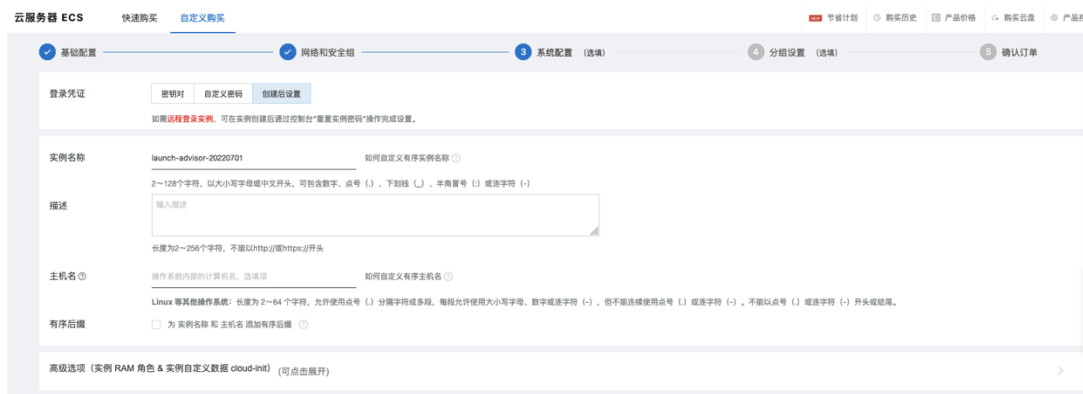 云服务器 ECS 快速购买 自定义购买 NEW 节省计划 购买历史 产品价格 购买云盘
基础配置 网络和安全组 3 系统配置 (选填) 4 分组设置 (选填) 5 确认订单
登录凭证 密钥对 自定义密码 创建后设置
如需远程登录实例，可在实例创建后通过控制台“重置实例密码”操作完成设置。
实例名称 launch-advisor-20220701 如何自定义有序实例名称 ?
2～128个字符，以大小写字母或中文开头，可包含数字、点号（.）、下划线（_）、半角冒号（:）或连字符（-）
描述 输入描述
长度为2～256个字符，不能以http://或https://开头
主机名 ? 操作系统内部的计算机名，选填项 如何自定义有序主机名 ?
Linux 等其他操作系统：长度为 2～64 个字符，允许使用点号（.）分隔字符成多段，每段允许使用大小写字母、数字或连字符（-），但不能连续使用点号（.）或连字符（-）。不能以点号（.）或连字符（-）开头或结尾。
有序后缀 为 实例名称 和 主机名 添加有序后缀 ?
高级选项（实例 RAM 角色 & 实例自定义数据 cloud-init） (可点击展开)